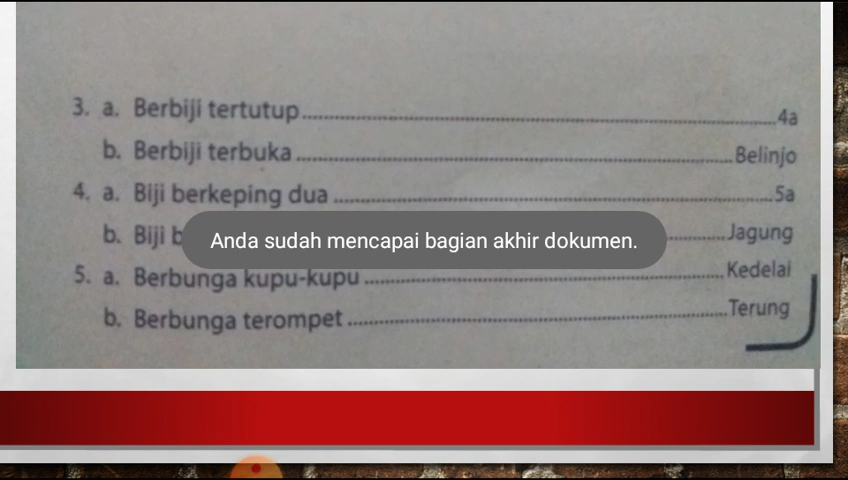 3. a. Berbiji tertutup..............4a
b. Berbiji terbuka..............Belinjo
4. a. Biji berkeping dua..............5a
b. Biji b..............Jagung
Anda sudah mencapai bagian akhir dokumen.
5. a. Berbunga kupu-kupu..............Kedelai
b. Berbunga terompet..............Terung